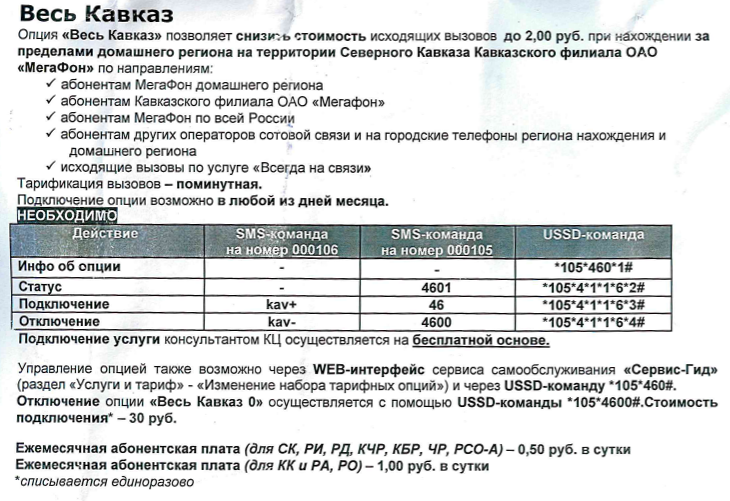 Весь Кавказ
Опция «Весь Кавказ» позволяет снизить стоимость исходящих вызовов до 2,00 руб. при нахождении за
пределами домашнего региона на территории Северного Кавказа Кавказского филиала ОАО
«МегаФон» по направлениям:
✓ абонентам МегаФон домашнего региона
✓ абонентам Кавказского филиала ОАО «Мегафон»
✓ абонентам МегаФон по всей России
✓ абонентам других операторов сотовой связи и на городские телефоны региона нахождения и
домашнего региона
✓ исходящие вызовы по услуге «Всегда на связи»
Тарификация вызовов – поминутная.
Подключение опции возможно в любой из дней месяца.
НЕОБХОДИМО
Действие SMS-команда на номер 000106 SMS-команда на номер 000105 USSD-команда
Инфо об опции - - *105*460*1#
Статус - 4601 *105*4*1*1*6*2#
Подключение kav+ 46 *105*4*1*1*6*3#
Отключение kav- 4600 *105*4*1*1*6*4#
Подключение услуги консультантом КЦ осуществляется на бесплатной основе.
Управление опцией также возможно через WEB-интерфейс сервиса самообслуживания «Сервис-Гид»
(раздел «Услуги и тариф» - «Изменение набора тарифных опций») и через USSD-команду *105*460#.
Отключение опции «Весь Кавказ 0» осуществляется с помощью USSD-команды *105*4600#.Стоимость
подключения* – 30 руб.
Ежемесячная абонентская плата (для СК, РИ, РД, КЧР, КБР, ЧР, РСО-А) – 0,50 руб. в сутки
Ежемесячная абонентская плата (для КК и РА, РО) – 1,00 руб. в сутки
*списывается единоразово